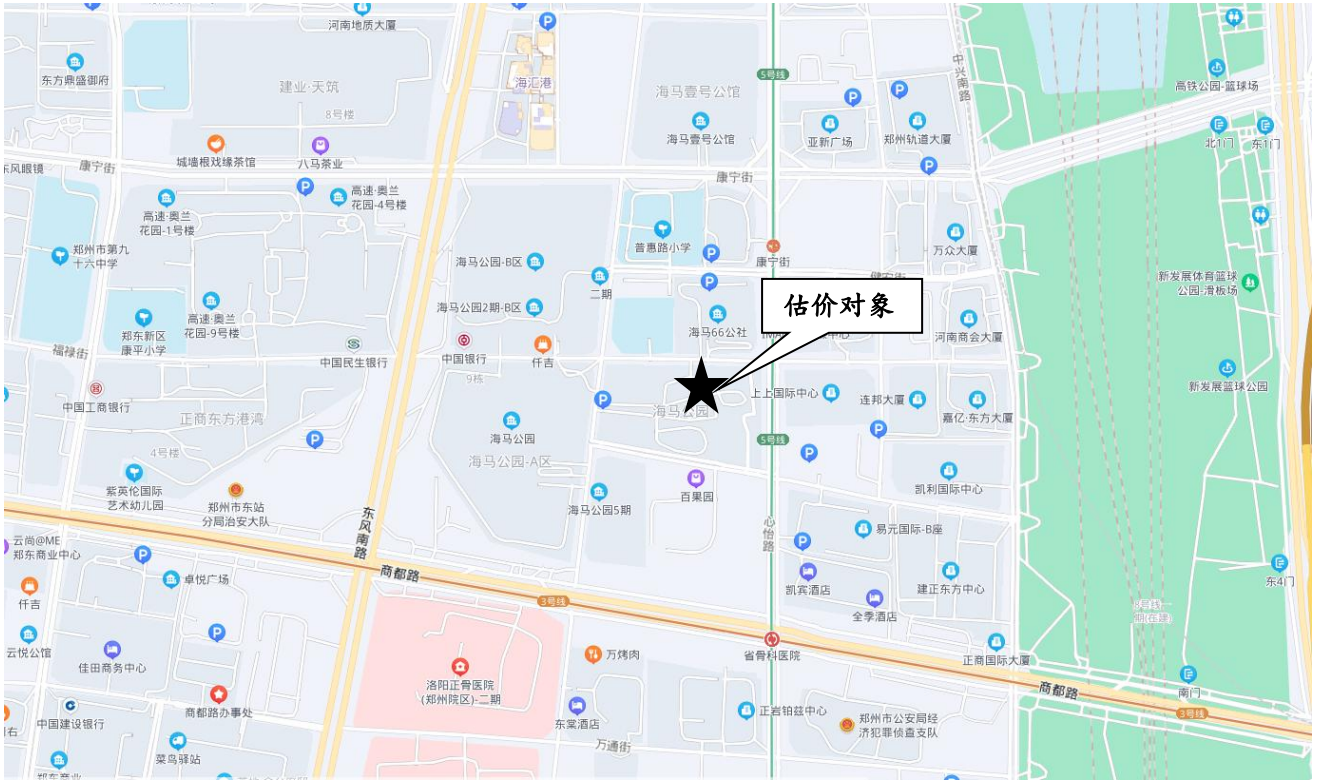 河南地质大厦
东方鼎盛御府
建业·天筑
8号楼
海汇港
海马壹号公馆
海马壹号公馆
5号线
中兴南路
亚新广场
郑州轨道大厦
高铁公园-篮球场
北1门
东1门
城墙根戏缘茶馆
八马茶业
东风眼镜
康宁街
康宁街
高速·奥兰
花园-1号楼
高速·奥兰
花园-4号楼
郑州市第九
十六中学
普惠路小学
海马公园-B区
康宁街
万众大厦
二期
新发展体育篮球
公园-滑板场
海马公园2期-B区
高速·奥兰
花园-9号楼
郑东新区
康平小学
海马66公社
估价对象
河南商会大厦
福禄街
中国民生银行
中国银行
9栋
仟吉
新发展篮球公园
中国工商银行
正商东方港湾
4号楼
海马公园
上上国际中心
连邦大厦
嘉亿·东方大厦
海马公园
海马公园-A区
5号线
紫英伦国际
艺术幼儿园
郑州市东站
分局治安大队
海马公园5期
百果园
凯利国际中心
东风南路
心怡路
易元国际-B座
云尚@ME
郑东商业中心
卓悦广场
商都路
3号线
凯宾酒店
建正东方中心
全季酒店
东4门
8号线一
期(在建)
仟吉
云悦公馆
佳田商务中心
省骨科医院
万烤肉
正商国际大厦
洛阳正骨医院
(郑州院区)-二期
商都路
南门
3号线
中国建设银行
商都路办事处
东棠酒店
正岩铂兹中心
郑州市公安局经
济犯罪侦查支队
万通街
菜鸟驿站